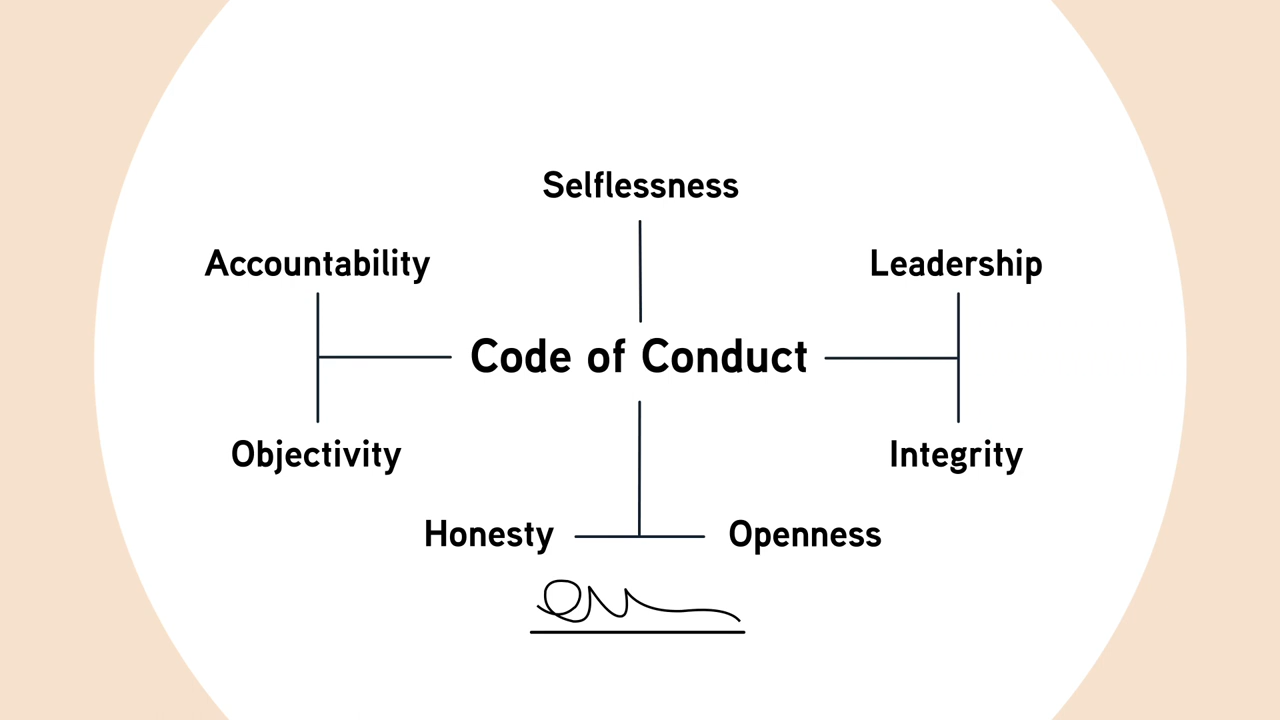 Selflessness
Accountability
Leadership
Code of Conduct
Objectivity
Integrity
Honesty
Openness